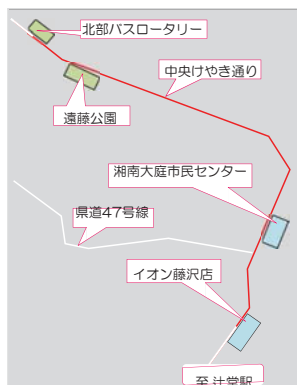 北部バスロータリー
中央けやき通り
遠藤公園
湘南大庭市民センター
県道47号線
イオン藤沢店
至 辻堂駅